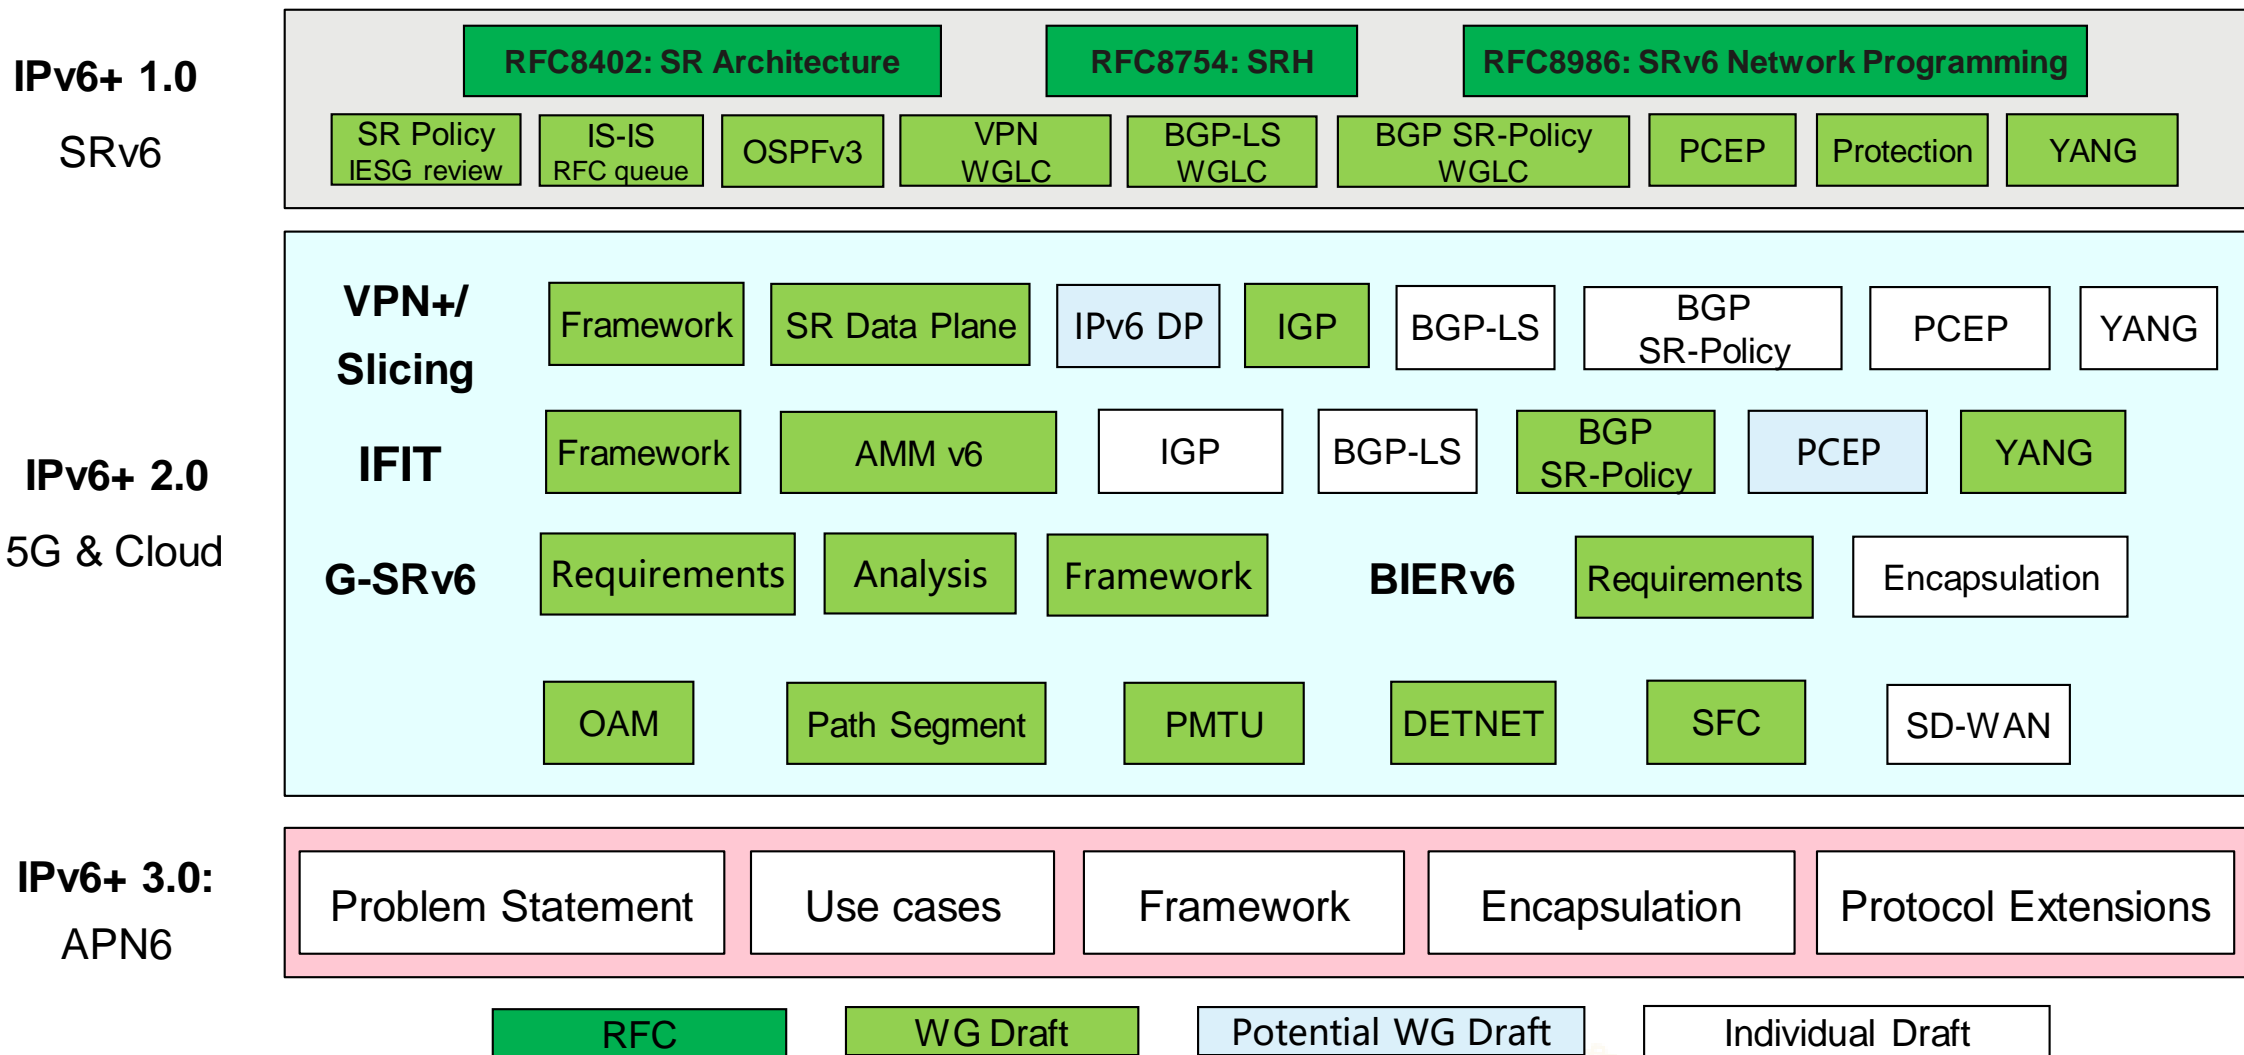 IPv6+ 1.0
SRv6
RFC8402: SR Architecture
RFC8754: SRH
RFC8986: SRv6 Network Programming
SR Policy
IESG review
IS-IS
RFC queue
OSPFv3
VPN
WGLC
BGP-LS
WGLC
BGP SR-Policy
WGLC
PCEP
Protection
YANG
IPv6+ 2.0
5G & Cloud
VPN+/
Slicing
Framework
SR Data Plane
IPv6 DP
IGP
BGP-LS
BGP
SR-Policy
PCEP
YANG
IFIT
Framework
AMM v6
IGP
BGP-LS
BGP
SR-Policy
PCEP
YANG
G-SRv6
Requirements
Analysis
Framework
BIERv6
Requirements
Encapsulation
OAM
Path Segment
PMTU
DETNET
SFC
SD-WAN
IPv6+ 3.0:
APN6
Problem Statement
Use cases
Framework
Encapsulation
Protocol Extensions
RFC
WG Draft
Potential WG Draft
Individual Draft